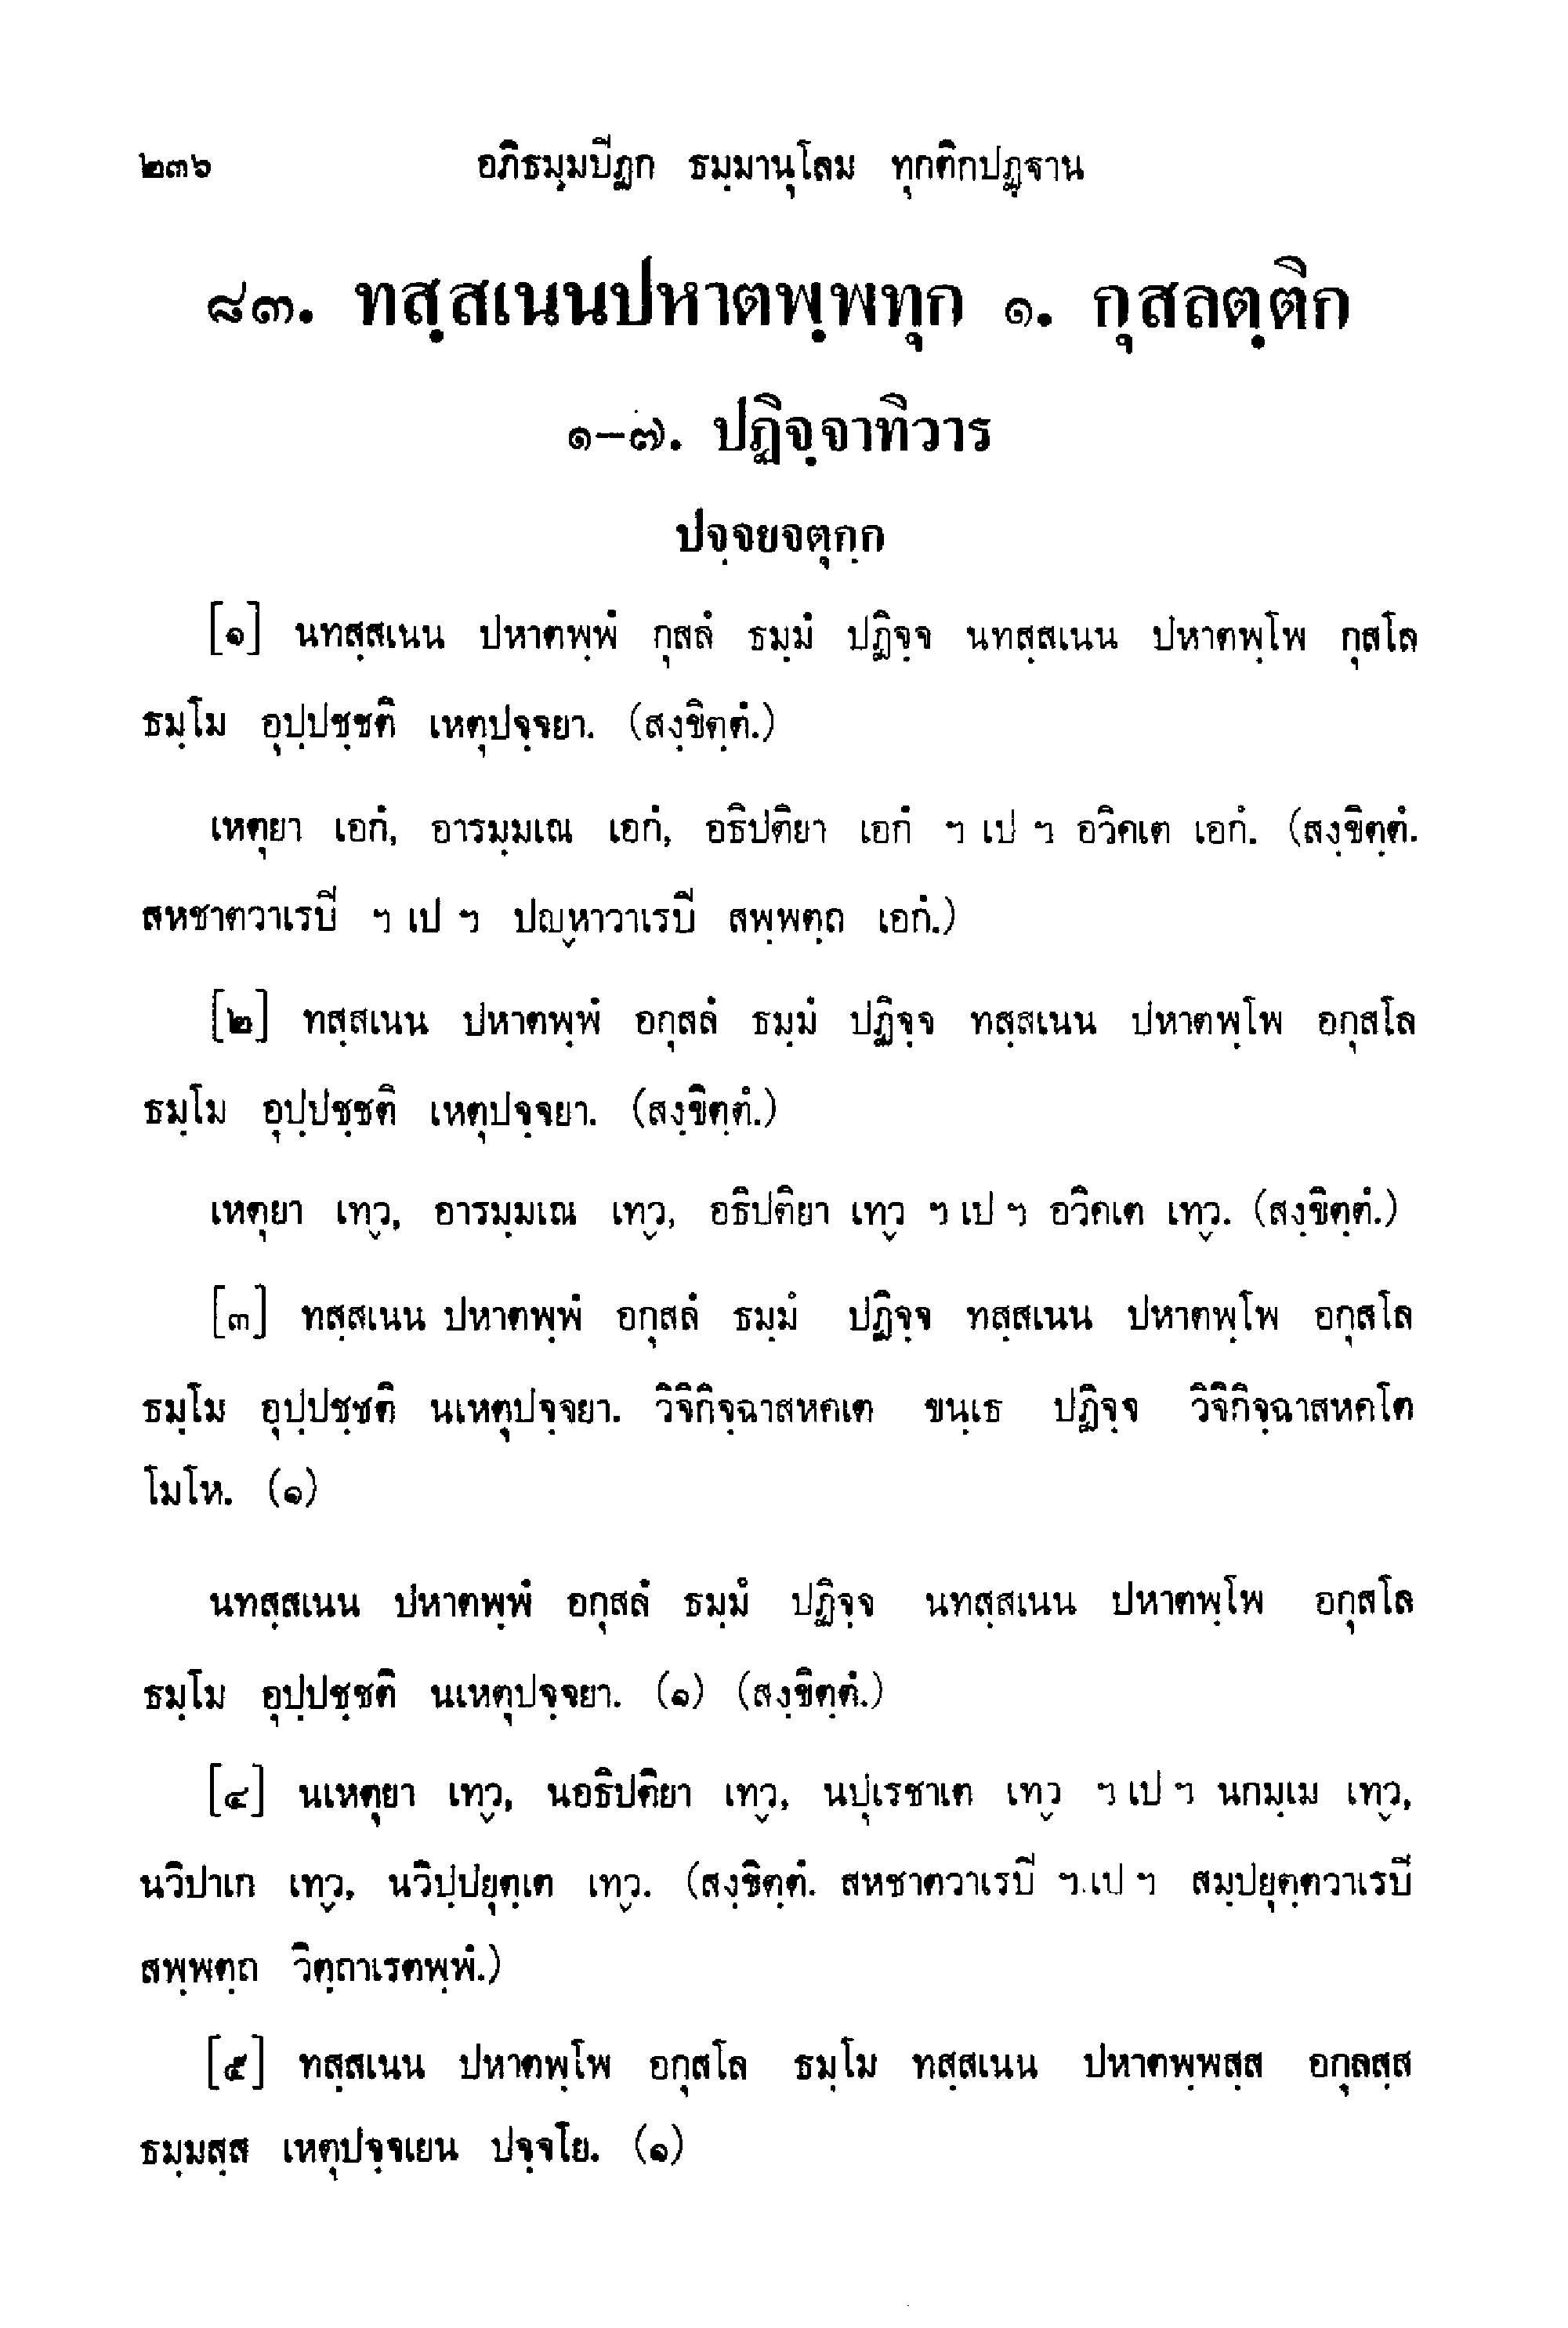 ๒๓๖ อภิธมฺมปิฏก ธมฺมานุโลม ทุกติกปฏฺฐาน
๘๓. ทสฺสเนนปหาตพฺพทุก ๑. กุสลตฺติก
๑–๗. ปฏิจฺจาทิวาร
ปจฺจยจตุกฺก
[๑] นทสฺสเนน ปหาตพฺพํ กุสลํ ธมฺมํ ปฏิจฺจ นทสฺสเนน ปหาตพฺโพ กุสโล
ธมฺโม อุปฺปชฺชติ เหตุปจฺจยา. (สงฺขิตฺตํ.)
เหตุยา เอกํ, อารมฺมเณ เอกํ, อธิปติยา เอกํ ฯ เป ฯ อวิคเต เอกํ. (สงฺขิตฺตํ.
สหชาตวาเรปิ ฯ เป ฯ ปญฺหาวาเรปิ สพฺพตฺถ เอกํ.)
[๒] ทสฺสเนน ปหาตพฺพํ อกุสลํ ธมฺมํ ปฏิจฺจ ทสฺสเนน ปหาตพฺโพ อกุสโล
ธมฺโม อุปฺปชฺชติ เหตุปจฺจยา. (สงฺขิตฺตํ.)
เหตุยา เทฺว, อารมฺมเณ เทฺว, อธิปติยา เทฺว ฯ เป ฯ อวิคเต เทฺว. (สงฺขิตฺตํ.)
[๓] ทสฺสเนน ปหาตพฺพํ อกุสลํ ธมฺมํ ปฏิจฺจ ทสฺสเนน ปหาตพฺโพ อกุสโล
ธมฺโม อุปฺปชฺชติ นเหตุปจฺจยา. วิจิกิจฺฉาสหคเต ขนฺเธ ปฏิจฺจ วิจิกิจฺฉาสหคโต
โมโห. (๑)
นทสฺสเนน ปหาตพฺพํ อกุสลํ ธมฺมํ ปฏิจฺจ นทสฺสเนน ปหาตพฺโพ อกุสโล
ธมฺโม อุปฺปชฺชติ นเหตุปจฺจยา. (๑) (สงฺขิตฺตํ.)
[๔] นเหตุยา เทฺว, นอธิปติยา เทฺว, นปุเรชาเต เทฺว ฯ เป ฯ นกมฺเม เทฺว,
นวิปาเก เทฺว, นวิปฺปยุตฺเต เทฺว. (สงฺขิตฺตํ. สหชาตวาเรปิ ฯ เป ฯ สมฺปยุตฺตวาเรปิ
สพฺพตฺถ วิตฺถาเรตพฺพํ.)
[๕] ทสฺสเนน ปหาตพฺโพ อกุสโล ธมฺโม ทสฺสเนน ปหาตพฺพสฺส อกุลสฺส
ธมฺมสฺส เหตุปจฺจเยน ปจฺจโย. (๑)